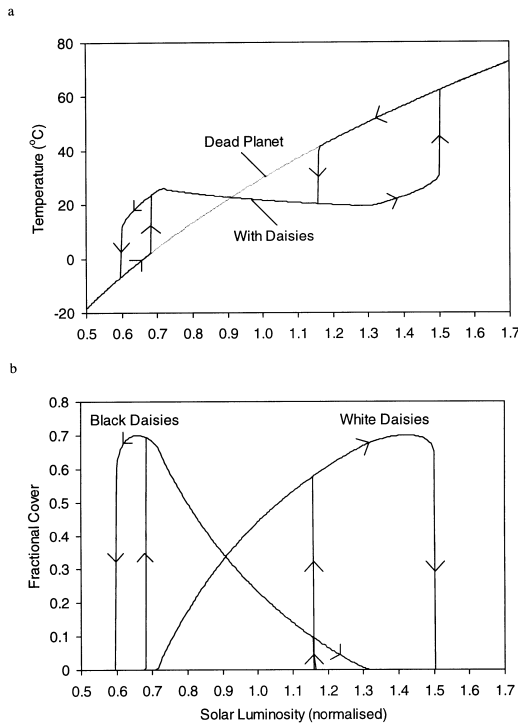 a
80
60
40
20
0
-20
Temperature (°C)
Dead Planet
With Daisies
0.5 0.6 0.7 0.8 0.9 1.0 1.1 1.2 1.3 1.4 1.5 1.6 1.7
b
0.8
0.7
0.6
0.5
0.4
0.3
0.2
0.1
0
Fractional Cover
Black Daisies White Daisies
0.5 0.6 0.7 0.8 0.9 1.0 1.1 1.2 1.3 1.4 1.5 1.6 1.7
Solar Luminosity (normalised)